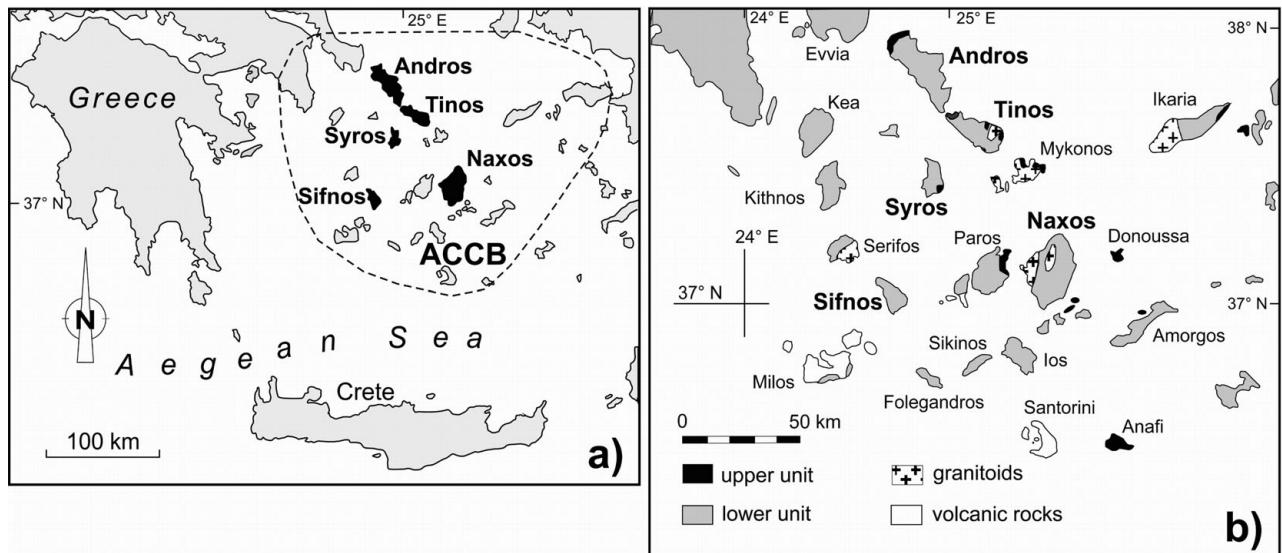 25° E
Andros
Greece
Tinos
Syros
Naxos
37° N
Sifnos
ACCB
N
Aegean Sea
Crete
100 km
a)
24° E
25° E
38° N
Evvia
Andros
Kea
Tinos
Ikaria
Mykonos
Kithnos
Syros
Naxos
24° E
Serifos
Paros
Donoussa
37° N
37° N
Sifnos
Amorgos
Sikinos
Ios
Milos
Folegandros
Santorini
0 50 km
Anafi
upper unit
granitoids
lower unit
volcanic rocks
b)